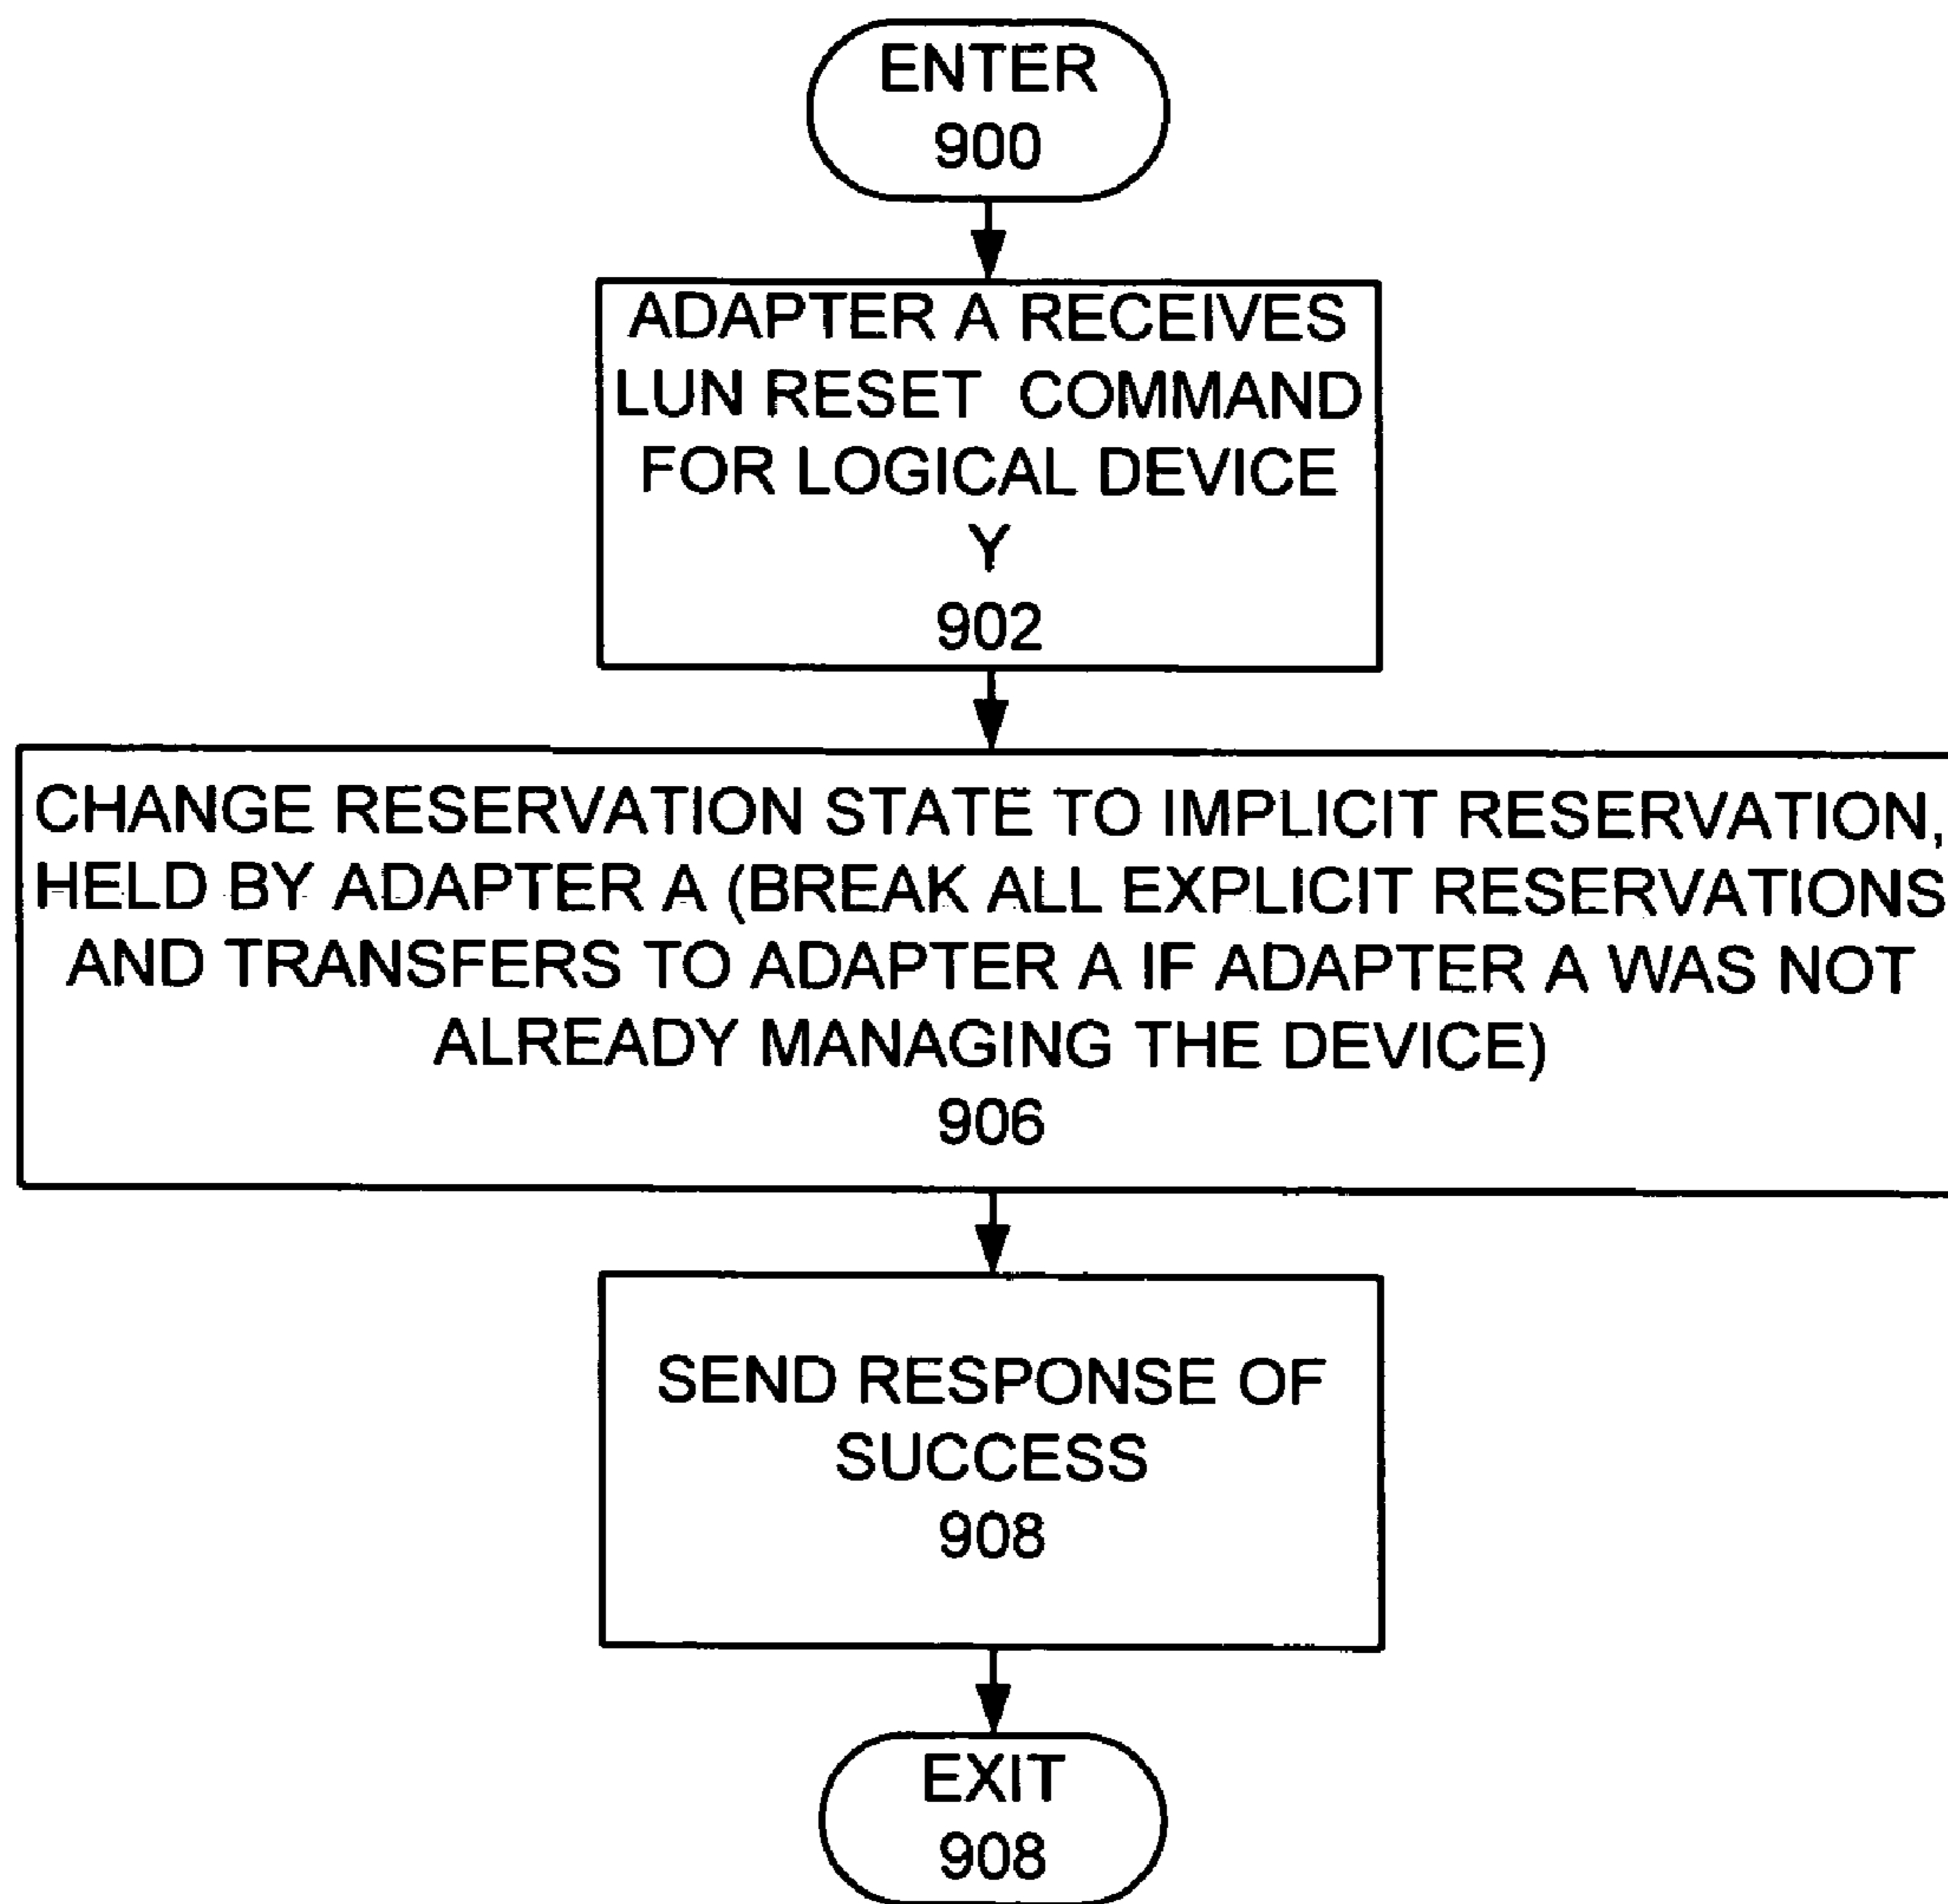 ENTER
900
ADAPTER A RECEIVES
LUN RESET COMMAND
FOR LOGICAL DEVICE
Y
902
CHANGE RESERVATION STATE TO IMPLICIT RESERVATION,
HELD BY ADAPTER A (BREAK ALL EXPLICIT RESERVATIONS
AND TRANSFERS TO ADAPTER A IF ADAPTER A WAS NOT
ALREADY MANAGING THE DEVICE)
906
SEND RESPONSE OF
SUCCESS
908
EXIT
908